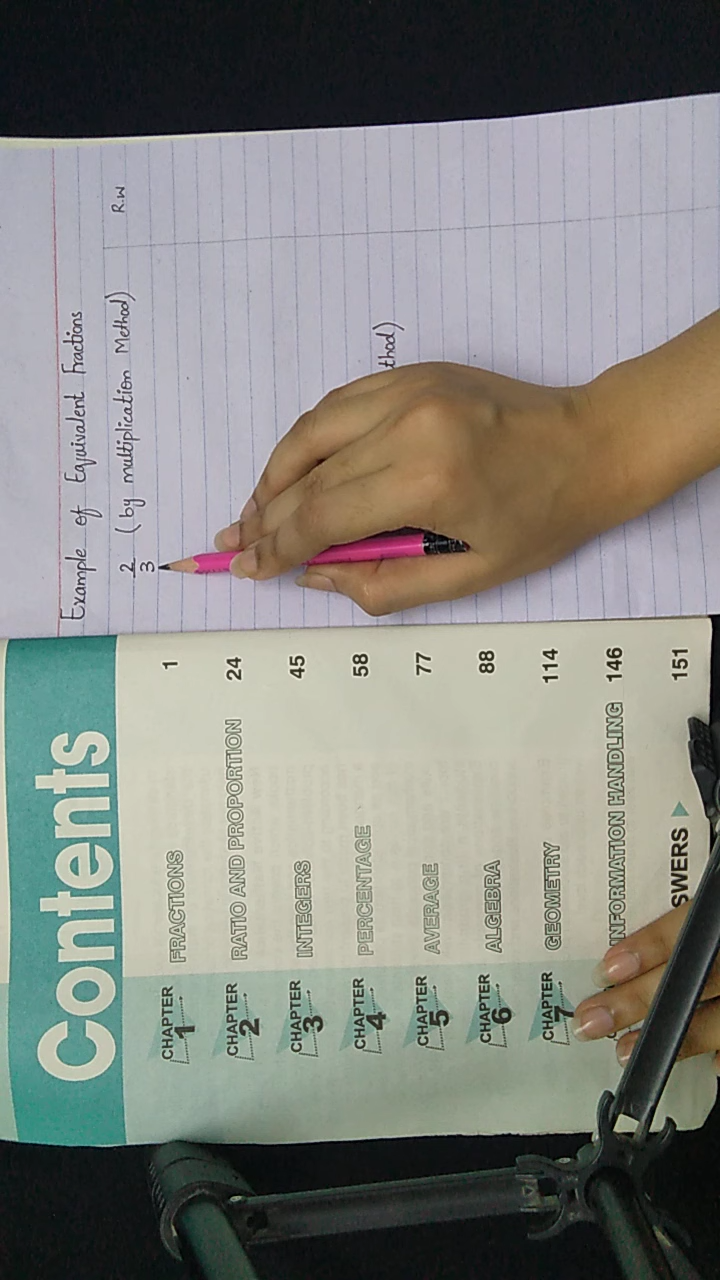 Contents
CHAPTER 1 FRACTIONS 1
CHAPTER 2 RATIO AND PROPORTION 24
CHAPTER 3 INTEGERS 45
CHAPTER 4 PERCENTAGE 58
CHAPTER 5 AVERAGE 77
CHAPTER 6 ALGEBRA 88
CHAPTER 7 GEOMETRY 114
INFORMATION HANDLING 146
SWERS 151
Example of Equivalent Fractions
2/3 (by multiplication Method) R.W
thod)